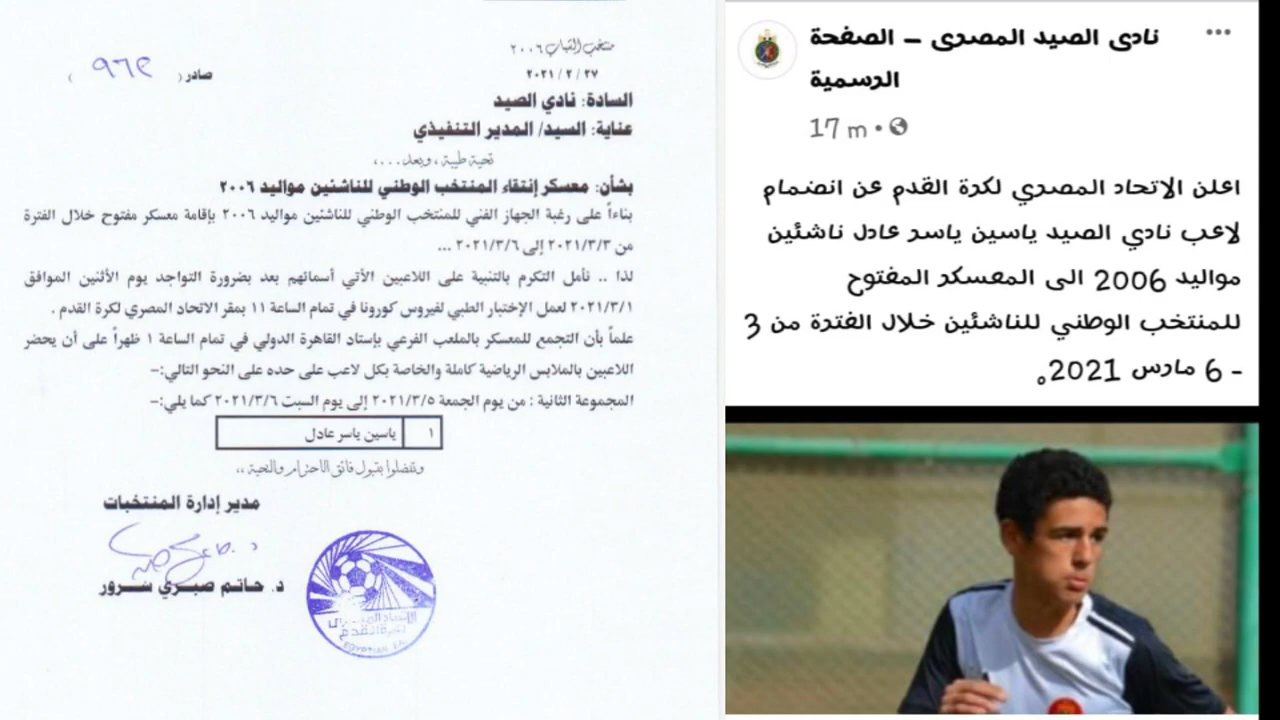 منتخب الشباب ٢٠٠٦
صادر ( ٩٦٢ )
٢٠٢١ / ٢ / ٢٧
السادة: نادي الصيد
عناية: السيد/ المدير التنفيذي
تحية طيبة ، وبعد ...،
بشأن: معسكر إنتقاء المنتخب الوطني للناشئين مواليد ٢٠٠٦
بناءاً على رغبة الجهاز الفني للمنتخب الوطني للناشئين مواليد ٢٠٠٦ بإقامة معسكر مفتوح خلال الفترة
من ٢٠٢١/٣/٣ إلى ٢٠٢١/٣/٦ ...
لذا .. نأمل التكرم بالتنبية على اللاعبين الأتي أسمائهم بعد بضرورة التواجد يوم الأثنين الموافق
٢٠٢١/٣/١ لعمل الإختبار الطبي لفيروس كورونا في تمام الساعة ١١ بمقر الاتحاد المصري لكرة القدم .
علماً بأن التجمع للمعسكر بالملعب الفرعي بإستاد القاهرة الدولي في تمام الساعة ١ ظهراً على أن يحضر
اللاعبين بالملابس الرياضية كاملة والخاصة بكل لاعب على حده على النحو التالي:-
المجموعة الثانية : من يوم الجمعة ٢٠٢١/٣/٥ إلى يوم السبت ٢٠٢١/٣/٦ كما يلي:-
١ ياسين ياسر عادل
وتفضلوا بقبول فائق الاحترام والتحية ،،
مدير إدارة المنتخبات
د. حاتم صبري سرور
الاتحاد المصرى
لكرة القدم
EGYPTIAN
نادى الصيد المصرى – الصفحة
الرسمية
17 m
اعلن الإتحاد المصري لكرة القدم عن انضمام
لاعب نادي الصيد ياسين ياسر عادل ناشئين
مواليد 2006 الى المعسكر المفتوح
للمنتخب الوطني للناشئين خلال الفترة من 3
- 6 مارس 2021.